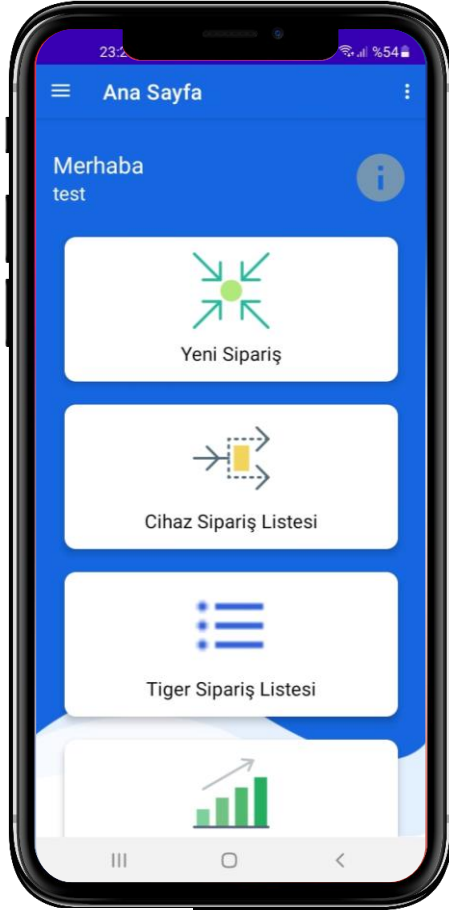 %54
Ana Sayfa
Merhaba
test
Yeni Sipariş
Cihaz Sipariş Listesi
Tiger Sipariş Listesi